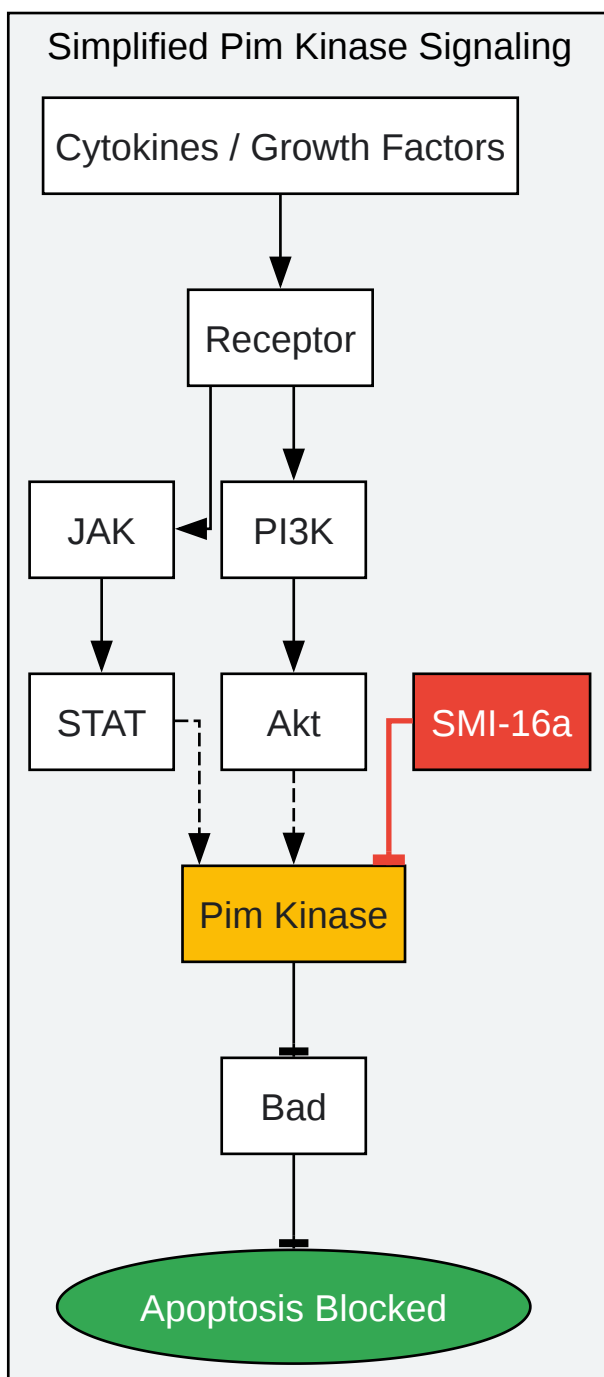 Simplified Pim Kinase Signaling
Cytokines / Growth Factors
Receptor
JAK
PI3K
STAT
Akt
SMI-16a
Pim Kinase
Bad
Apoptosis Blocked